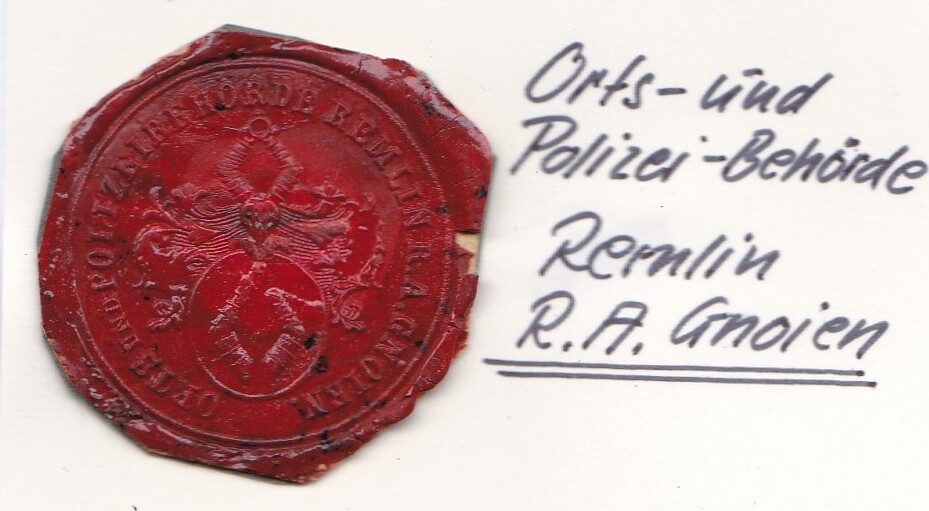 ORTS UND POLIZEI BEHÖRDE REMLIN R. A. GNOIEN.
Orts- und
Polizei-Behörde
Remlin
R.A. Gnoien